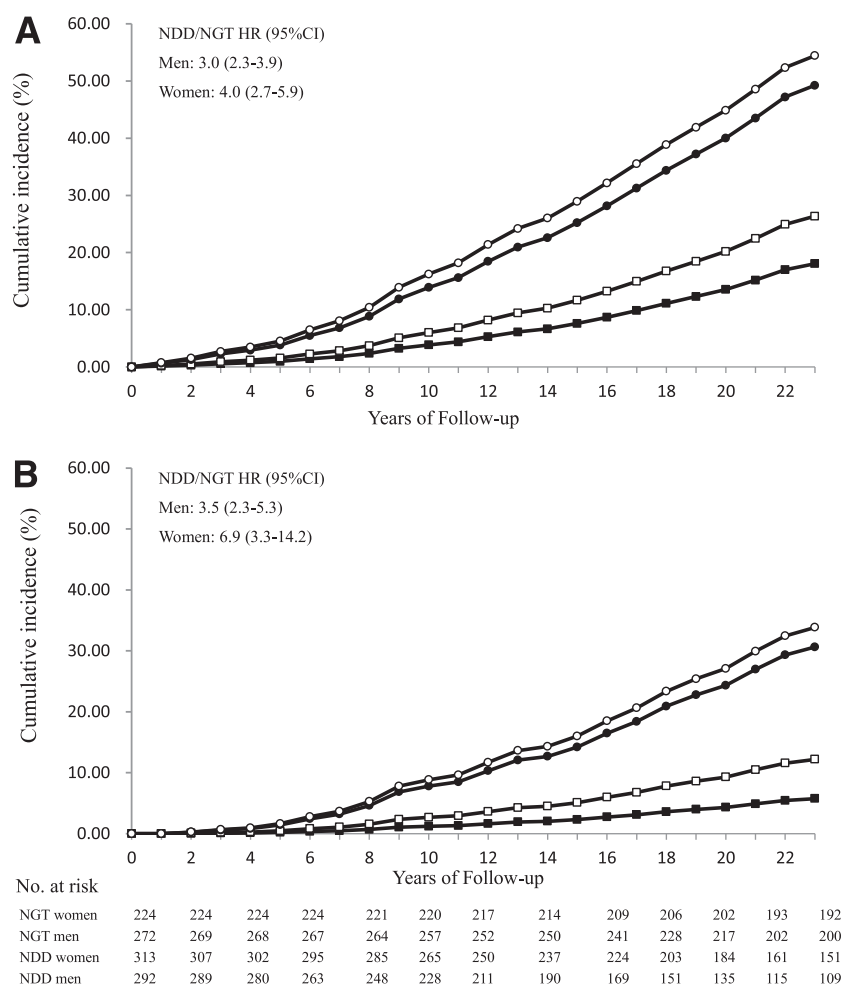 A
60.00
50.00
40.00
30.00
20.00
10.00
0.00
Cumulative incidence (%)
NDD/NGT HR (95%CI)
Men: 3.0 (2.3-3.9)
Women: 4.0 (2.7-5.9)
0 2 4 6 8 10 12 14 16 18 20 22
Years of Follow-up
B
60.00
50.00
40.00
30.00
20.00
10.00
0.00
Cumulative incidence (%)
NDD/NGT HR (95%CI)
Men: 3.5 (2.3-5.3)
Women: 6.9 (3.3-14.2)
0 2 4 6 8 10 12 14 16 18 20 22
Years of Follow-up
No. at risk
NGT women 224 224 224 224 221 220 217 214 209 206 202 193 192
NGT men 272 269 268 267 264 257 252 250 241 228 217 202 200
NDD women 313 307 302 295 285 265 250 237 224 203 184 161 151
NDD men 292 289 280 263 248 228 211 190 169 151 135 115 109